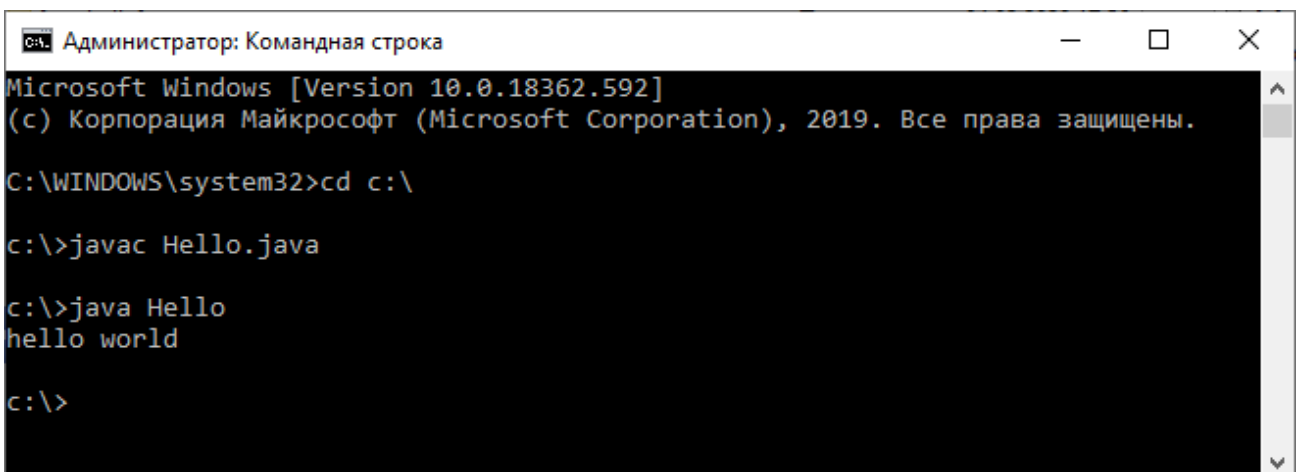 Администратор: Командная строка
Microsoft Windows [Version 10.0.18362.592]
(c) Корпорация Майкрософт (Microsoft Corporation), 2019. Все права защищены.
C:\WINDOWS\system32>cd c:\
c:\>javac Hello.java
c:\>java Hello
hello world
c:\>